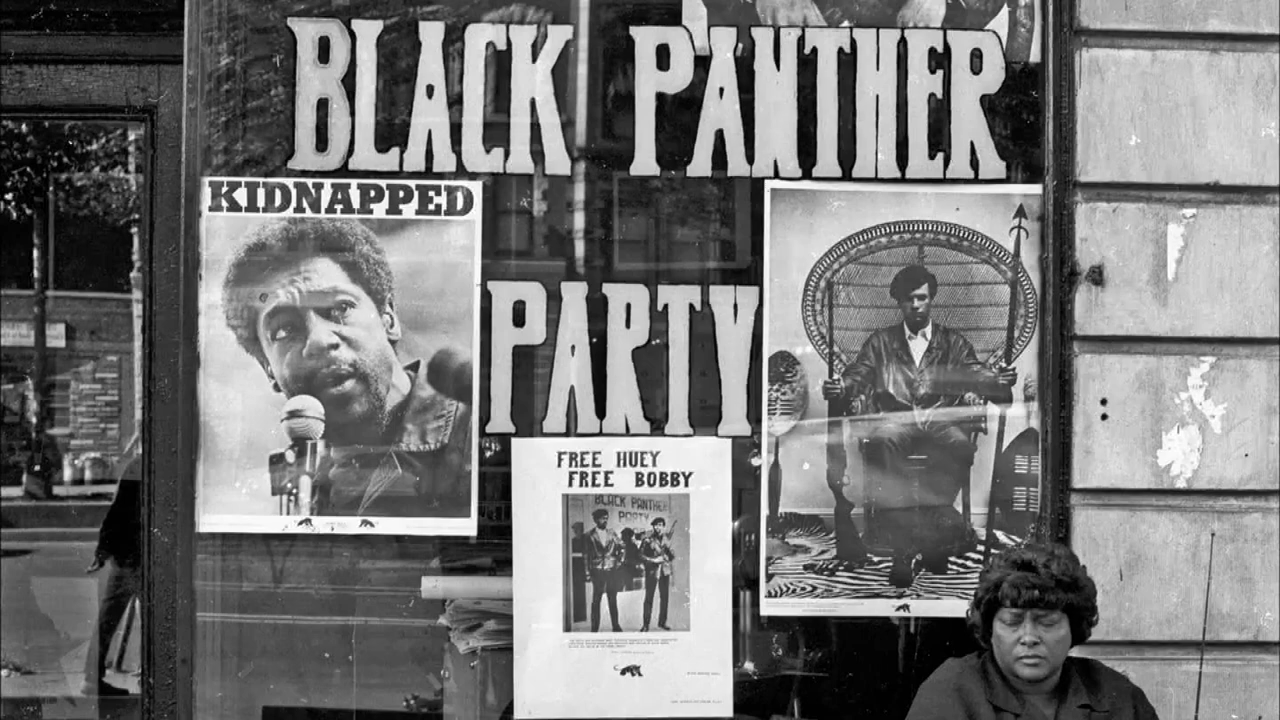 BLACK PANTHER
KIDNAPPED
PARTY
FREE HUEY
FREE BOBBY
BLACK PANTHER
PARTY